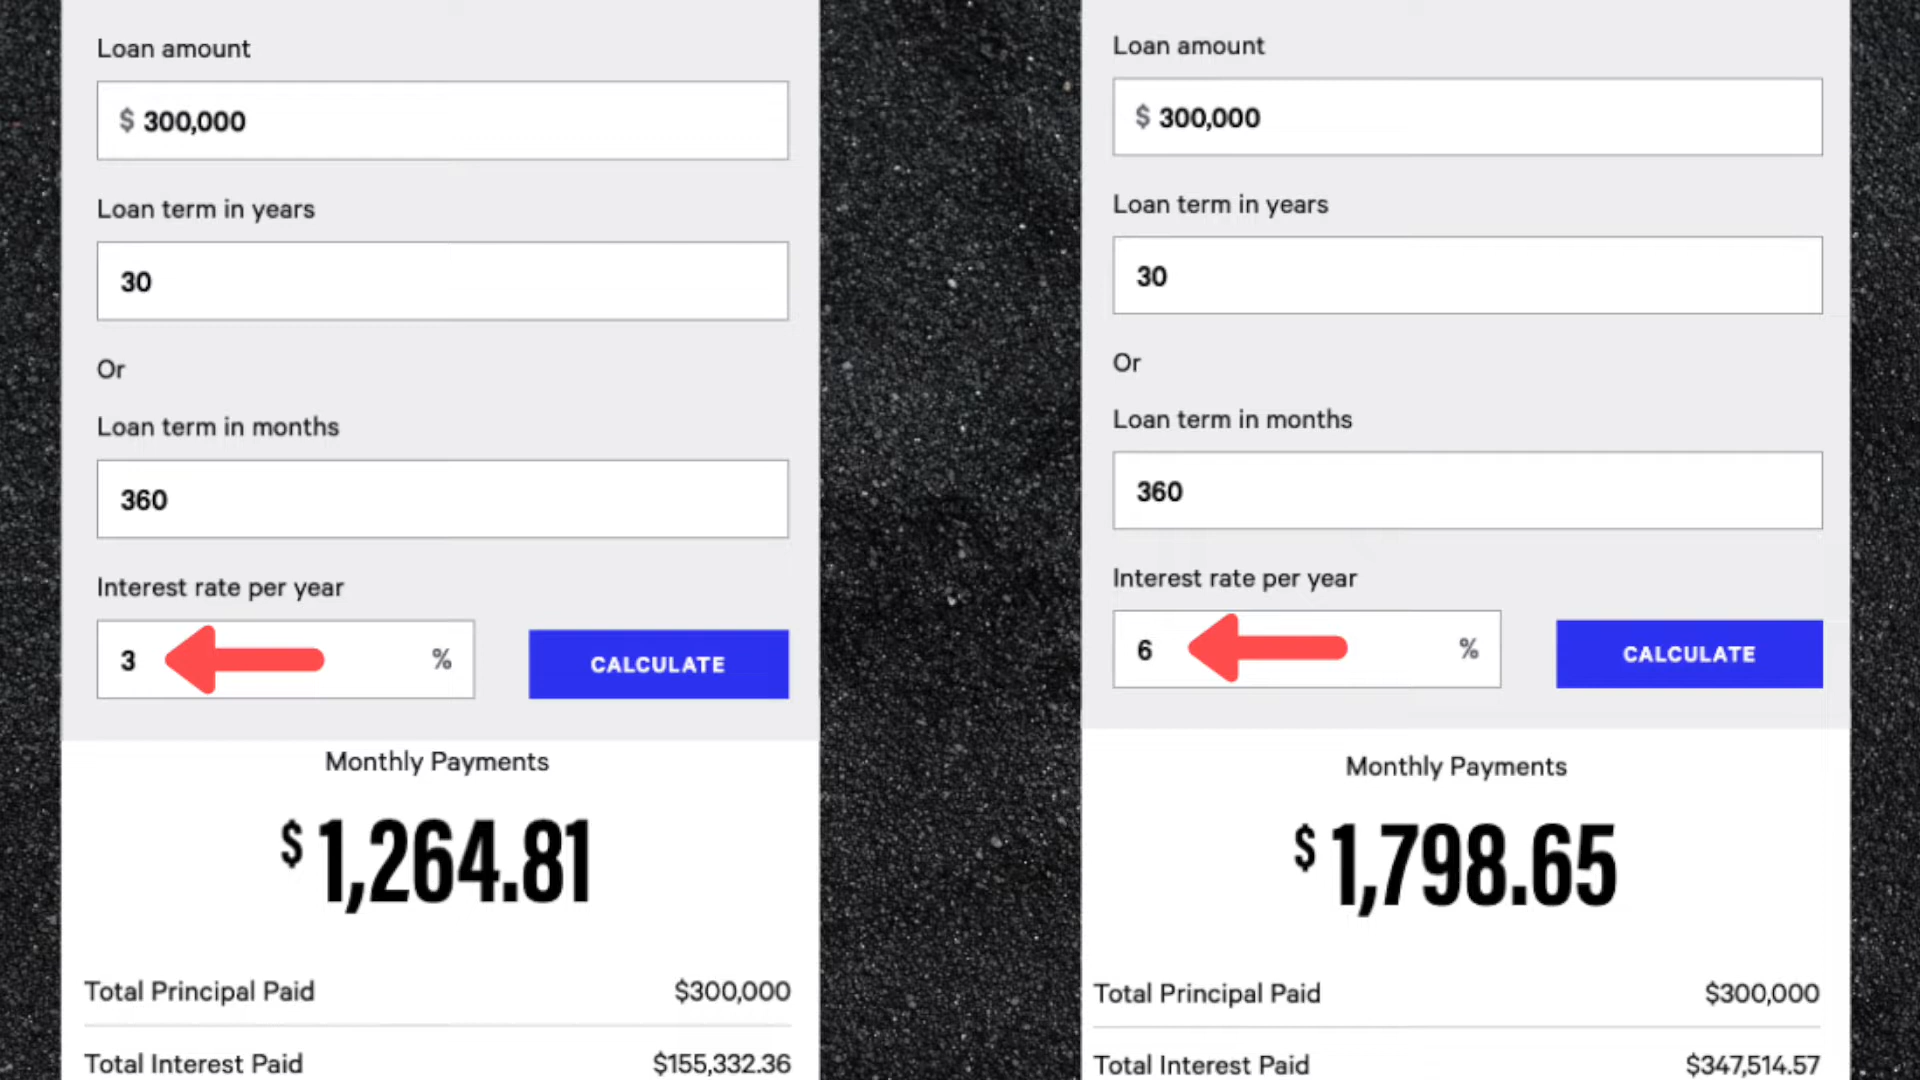 Loan amount
$ 300,000
Loan term in years
30
Or
Loan term in months
360
Interest rate per year
3 %
CALCULATE
Monthly Payments
$1,264.81
Total Principal Paid $300,000
Total Interest Paid $155,332.36
Loan amount
$ 300,000
Loan term in years
30
Or
Loan term in months
360
Interest rate per year
6 %
CALCULATE
Monthly Payments
$1,798.65
Total Principal Paid $300,000
Total Interest Paid $347,514.57